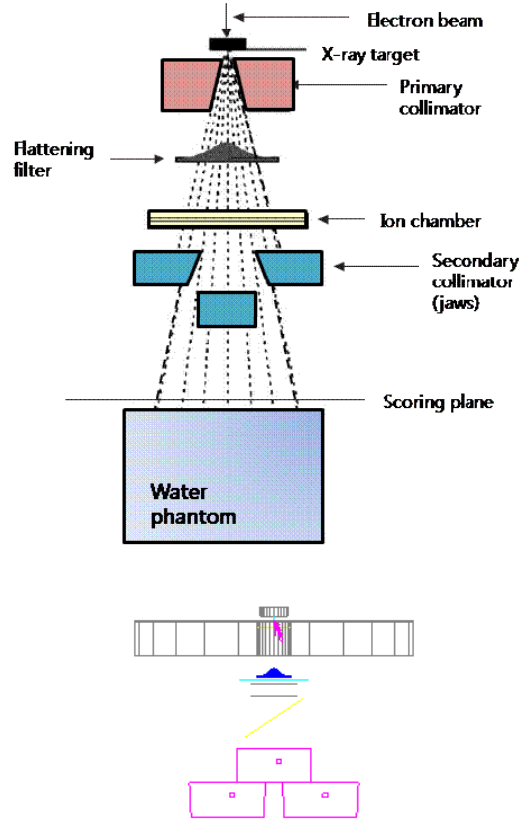 Electron beam
X-ray target
Primary
collimator
Flattening
filter
Ion chamber
Secondary
collimator
(jaws)
Scoring plane
Water
phantom